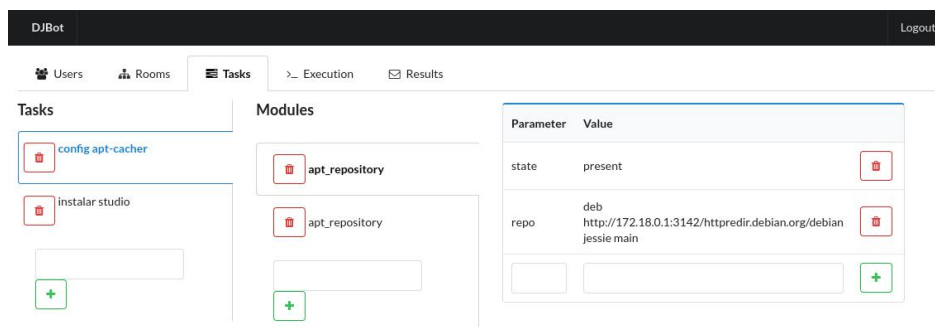 DJBot
Logout
Users
Rooms
Tasks
>_ Execution
Results
Tasks
config apt-cacher
instalar studio
Modules
apt_repository
apt_repository
Parameter Value
state present
repo
deb
http://172.18.0.1:3142/httpredir.debian.org/debian
jessie main